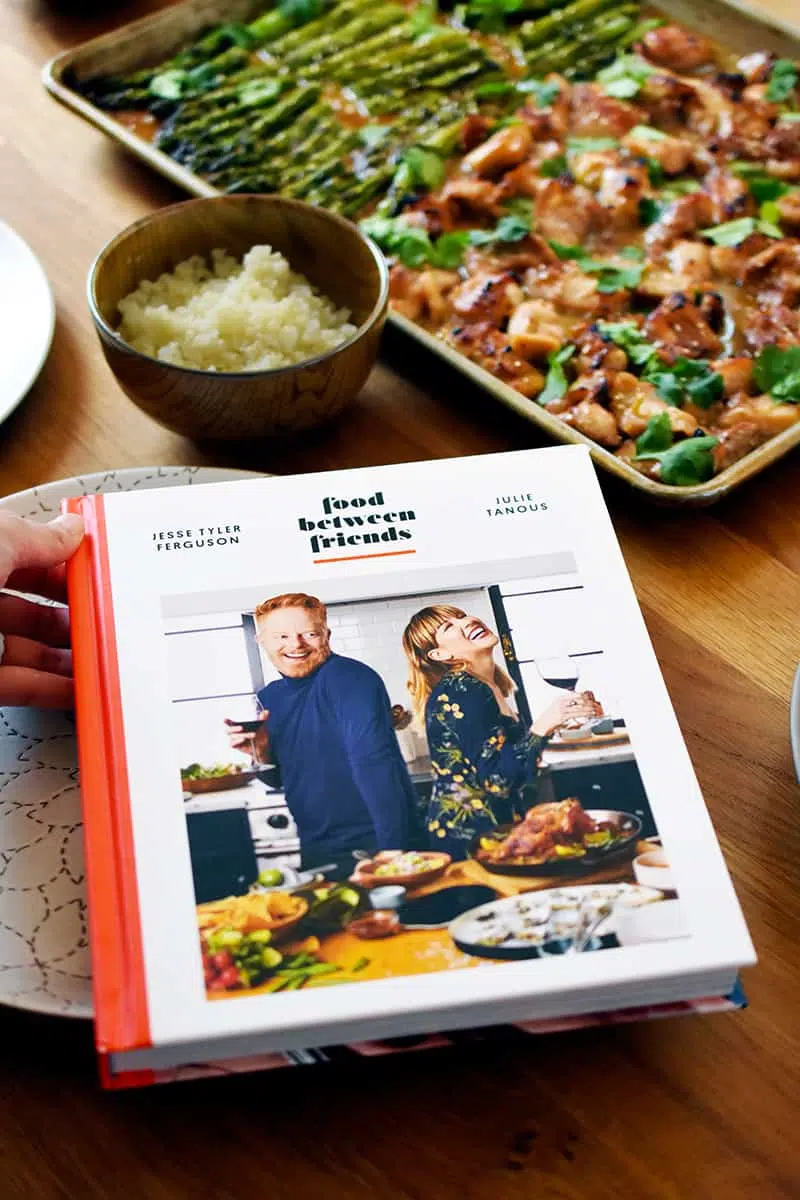 JESSE TYLER
FERGUSON
food
between
friends
JULIE
TANOUS